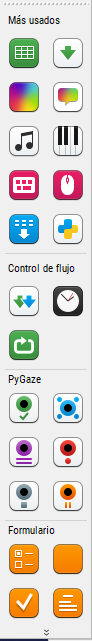 Más usados
Control de flujo
PyGaze
Formulario